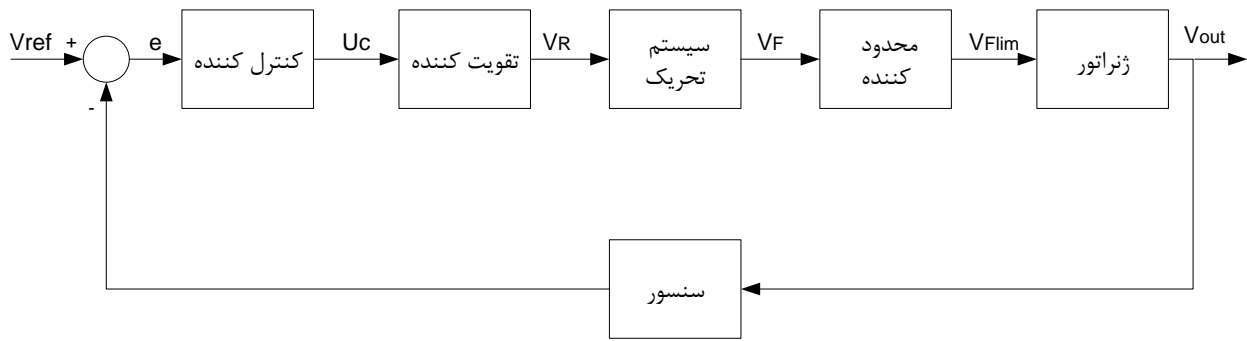 Vref
+
-
e
کنترل کننده
Uc
تقویت کننده
VR
سیستم
تحریک
VF
محدود
کننده
VFlim
ژنراتور
Vout
سنسور